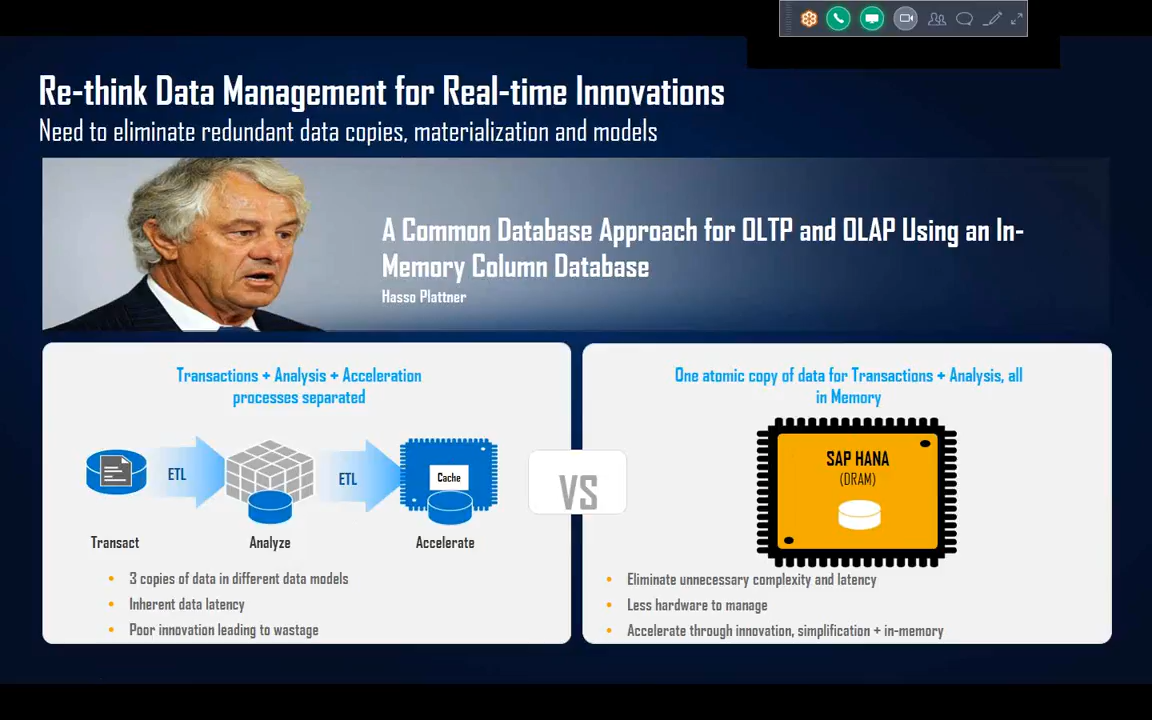 Re-think Data Management for Real-time Innovations
Need to eliminate redundant data copies, materialization and models
A Common Database Approach for OLTP and OLAP Using an In-
Memory Column Database
Hasso Plattner
Transactions + Analysis + Acceleration
processes separated
ETL
ETL
Cache
Transact
Analyze
Accelerate
• 3 copies of data in different data models
• Inherent data latency
• Poor innovation leading to wastage
VS
One atomic copy of data for Transactions + Analysis, all
in Memory
SAP HANA
(DRAM)
• Eliminate unnecessary complexity and latency
• Less hardware to manage
• Accelerate through innovation, simplification + in-memory